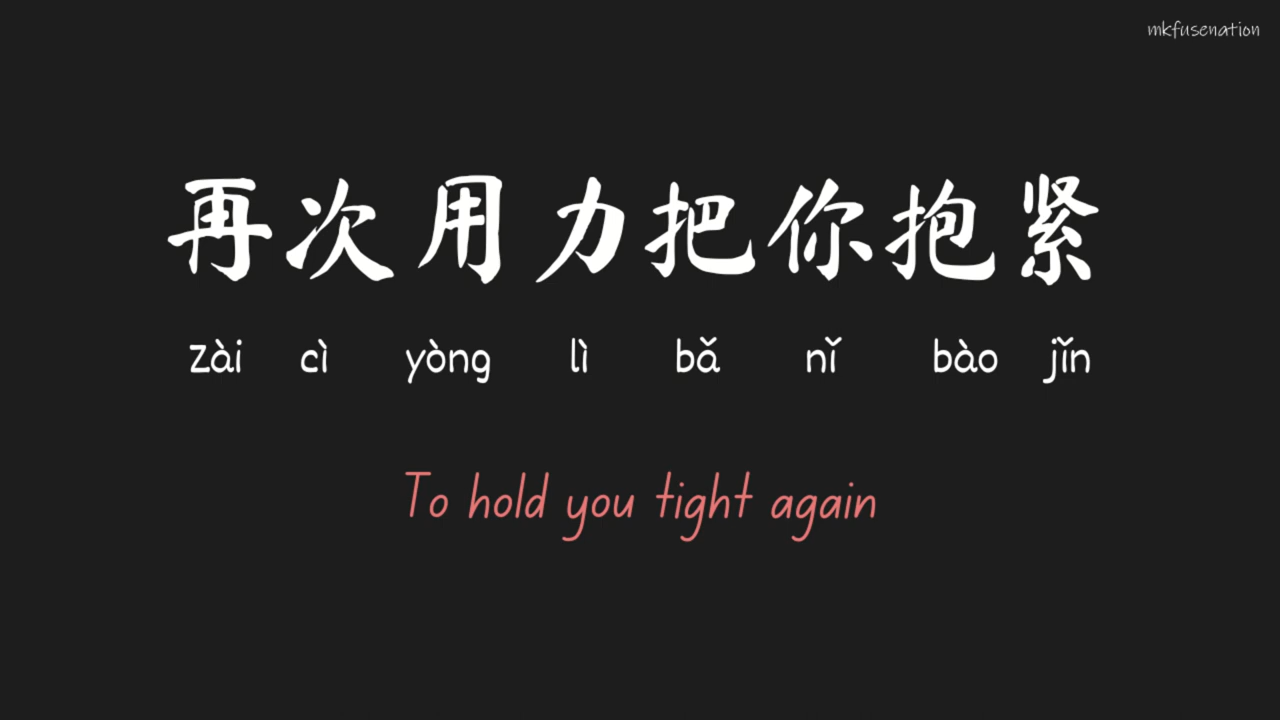 mkfusenation
再次用力把你抱紧
zài cì yòng lì bǎ nǐ bào jǐn
To hold you tight again